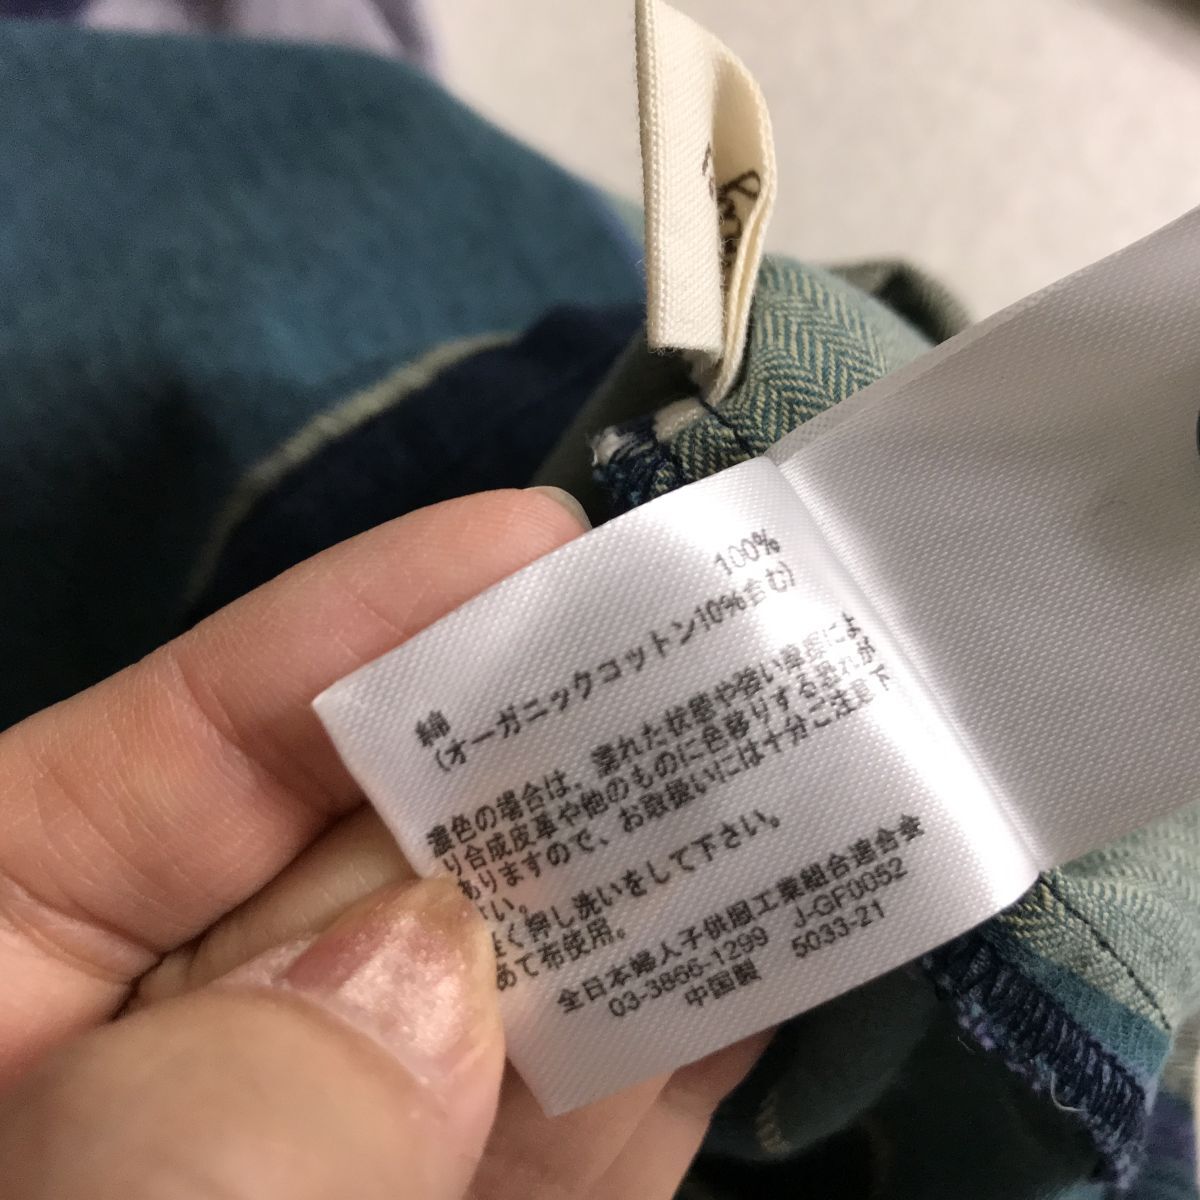 綿 100%
(オーガニックコットン10%含む)
濃色の場合は、濡れた状態や強い摩擦によ
り合成皮革や他のものに色移りする恐れが
ありますので、お取扱いには十分ご注意下
さい。
軽く押し洗いをして下さい。
あて布使用。
全日本婦人子供服工業組合連合会
03-3866-1299 J-GF0052
中国製 5033-21